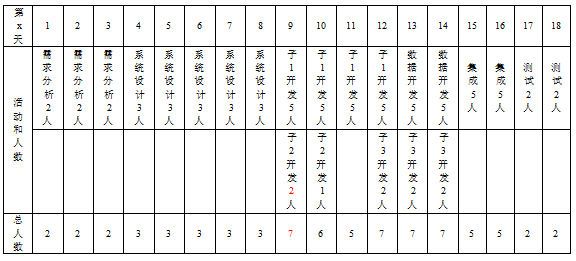 第x天 1 2 3 4 5 6 7 8 9 10 11 12 13 14 15 16 17 18
活动和人数 需求分析2人 需求分析2人 需求分析2人 系统设计3人 系统设计3人 系统设计3人 系统设计3人 系统设计3人 子1开发5人 子1开发5人 子1开发5人 子1开发5人 数据开发5人 数据开发5人 集成5人 集成5人 测试2人 测试2人
子2开发2人 子2开发1人 子3开发2人 子3开发2人 子3开发2人
总人数 2 2 2 3 3 3 3 3 7 6 5 7 7 7 5 5 2 2